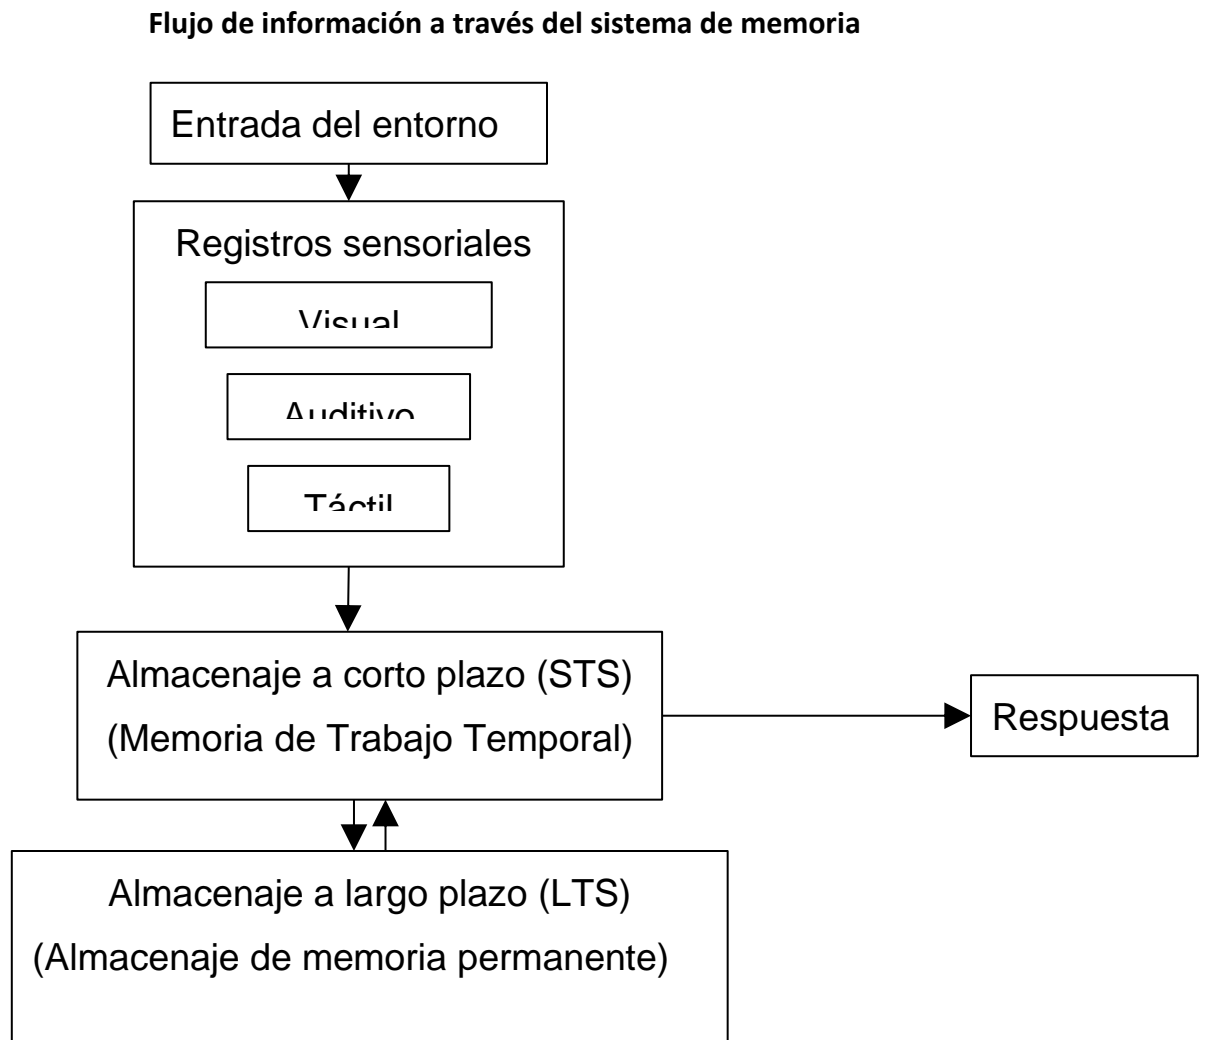 Flujo de información a través del sistema de memoria
Entrada del entorno
Registros sensoriales
Visual
Auditivo
Táctil
Almacenaje a corto plazo (STS)
(Memoria de Trabajo Temporal)
Respuesta
Almacenaje a largo plazo (LTS)
(Almacenaje de memoria permanente)